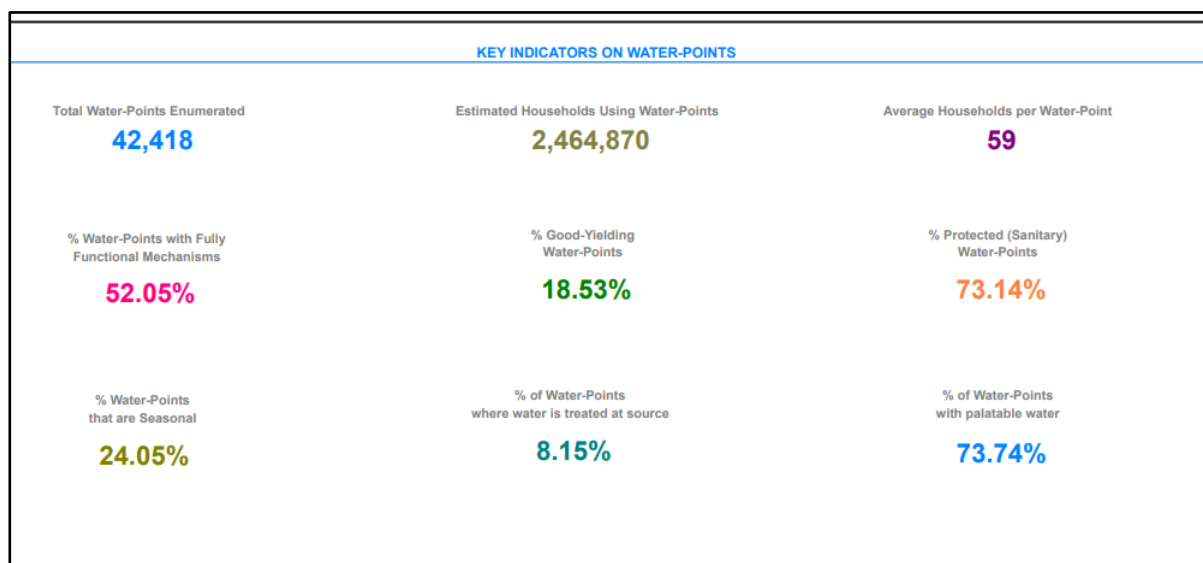 KEY INDICATORS ON WATER-POINTS
Total Water-Points Enumerated
42,418
Estimated Households Using Water-Points
2,464,870
Average Households per Water-Point
59
% Water-Points with Fully
Functional Mechanisms
52.05%
% Good-Yielding
Water-Points
18.53%
% Protected (Sanitary)
Water-Points
73.14%
% Water-Points
that are Seasonal
24.05%
% of Water-Points
where water is treated at source
8.15%
% of Water-Points
with palatable water
73.74%